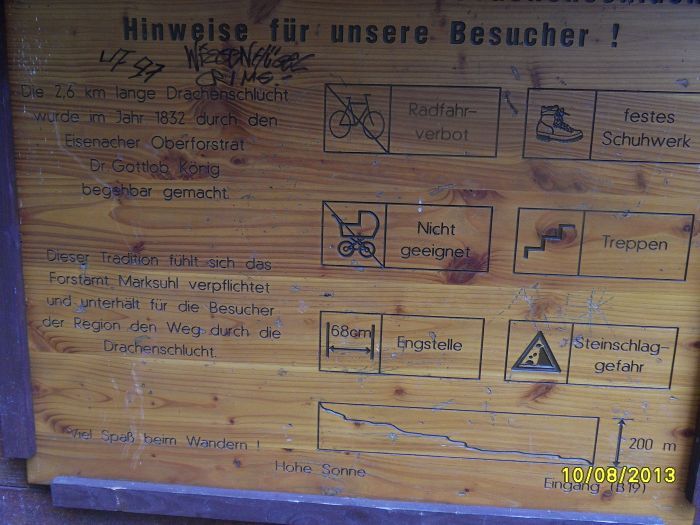 Hinweise für unsere Besucher !
CRIME
Die 2,6 km lange Drachenschlucht
wurde im Jahr 1832 durch den
Eisenacher Oberforstrat
Dr.Gottlob König
begehbar gemacht.
Dieser Tradition fühlt sich das
Forstamt Marksuhl verpflichtet
und unterhält für die Besucher
der Region den Weg durch die
Drachenschlucht.
Viel Spaß beim Wandern !
Radfahr-
verbot
festes
Schuhwerk
Nicht
geeignet
Treppen
68cm
Engstelle
Steinschlag-
gefahr
200 m
Hohe Sonne
Eingang (B19)
10/08/2013